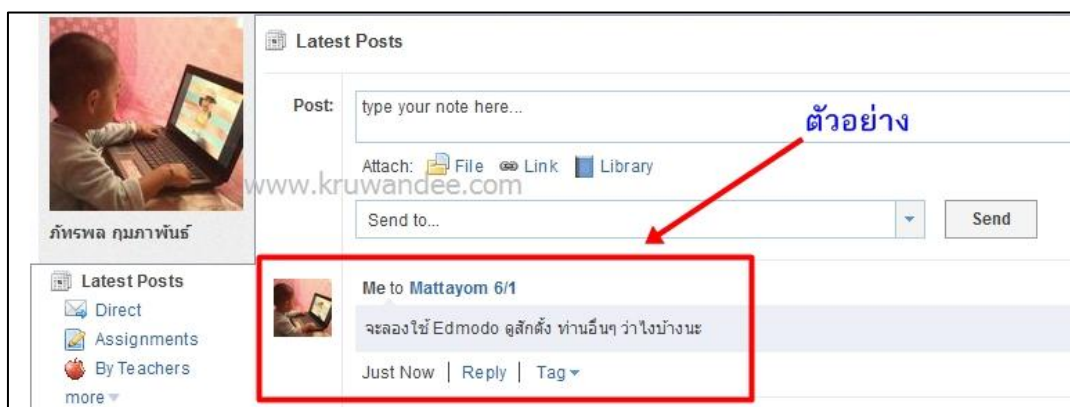 Latest Posts
Post:
type your note here...
ตัวอย่าง
Attach: File Link Library
www.kruwandee.com
Send to...
Send
ภัทรพล กุมภาพันธ์
Latest Posts
Direct
Assignments
By Teachers
more
Me to Mattayom 6/1
จะลองใช้ Edmodo ดูสักตั้ง ท่านอื่นๆ ว่าไงบ้างนะ
Just Now | Reply | Tag